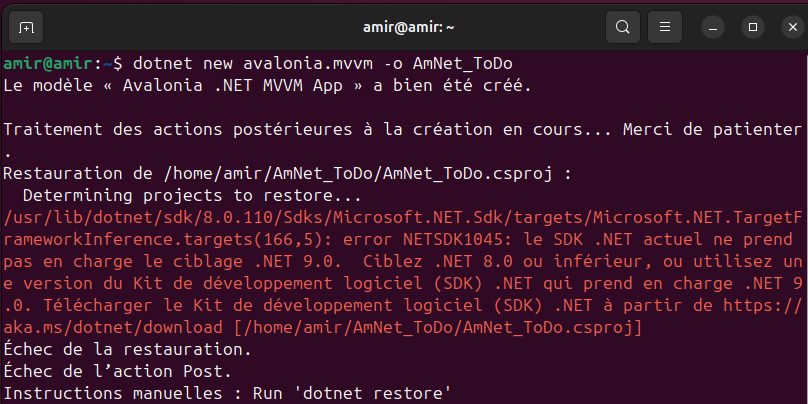 amir@amir: ~
amir@amir:~$ dotnet new avalonia.mvvm -o AmNet_ToDo
Le modèle « Avalonia .NET MVVM App » a bien été créé.
Traitement des actions postérieures à la création en cours... Merci de patienter
.
Restauration de /home/amir/AmNet_ToDo/AmNet_ToDo.csproj :
  Determining projects to restore...
/usr/lib/dotnet/sdk/8.0.110/Sdks/Microsoft.NET.Sdk/targets/Microsoft.NET.TargetF
rameworkInference.targets(166,5): error NETSDK1045: le SDK .NET actuel ne prend
pas en charge le ciblage .NET 9.0.  Ciblez .NET 8.0 ou inférieur, ou utilisez un
e version du Kit de développement logiciel (SDK) .NET qui prend en charge .NET 9
.0. Télécharger le Kit de développement logiciel (SDK) .NET à partir de https://
aka.ms/dotnet/download [/home/amir/AmNet_ToDo/AmNet_ToDo.csproj]
Échec de la restauration.
Échec de l’action Post.
Instructions manuelles : Run 'dotnet restore'